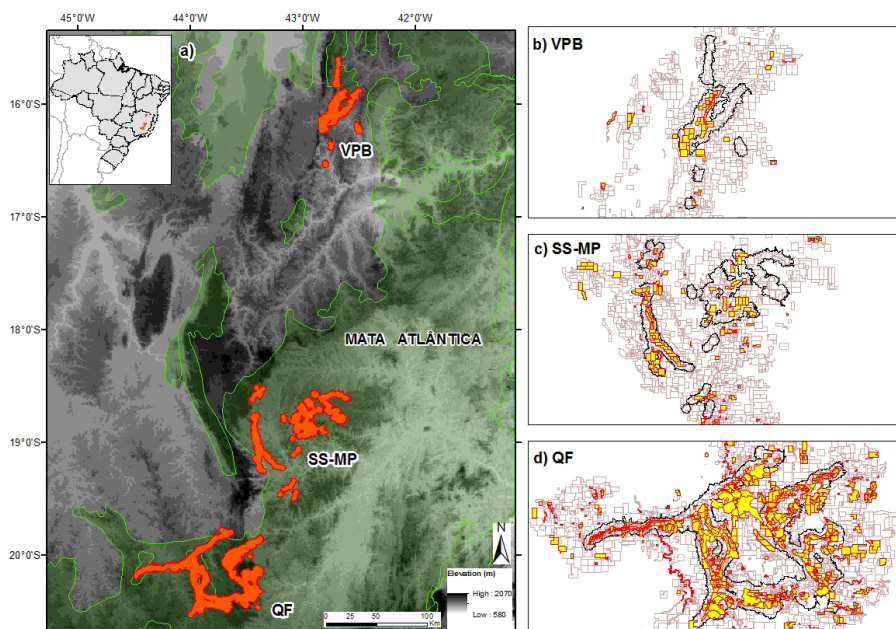 45°0'W 44°0'W 43°0'W 42°0'W
a)
16°0'S
VPB
17°0'S
18°0'S
MATA ATLÂNTICA
19°0'S
SS-MP
20°0'S
QF
N
Elevation (m)
High : 2070
Low : 580
0 25 50 100
Km
b) VPB
c) SS-MP
d) QF